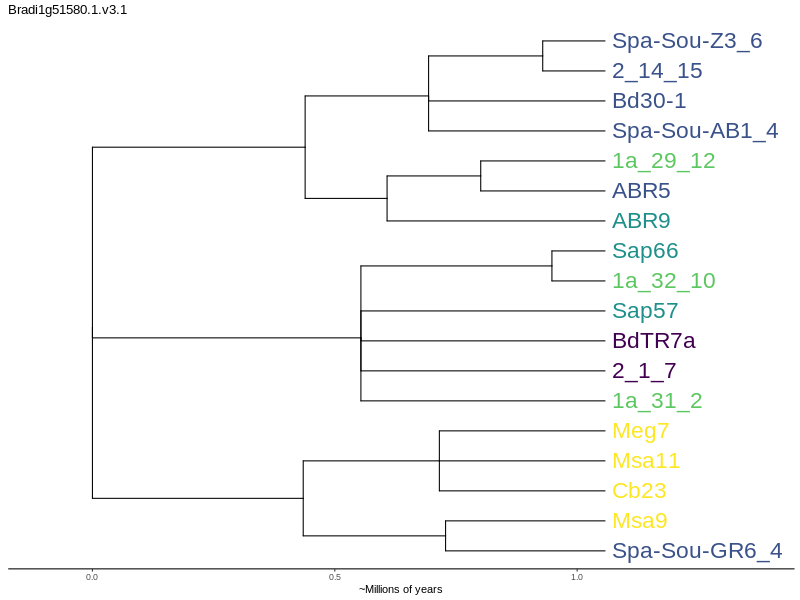 Bradi1g51580.1.v3.1
Spa-Sou-Z3_6
2_14_15
Bd30-1
Spa-Sou-AB1_4
1a_29_12
ABR5
ABR9
Sap66
1a_32_10
Sap57
BdTR7a
2_1_7
1a_31_2
Meg7
Msa11
Cb23
Msa9
Spa-Sou-GR6_4
0.0 0.5 1.0
~Millions of years